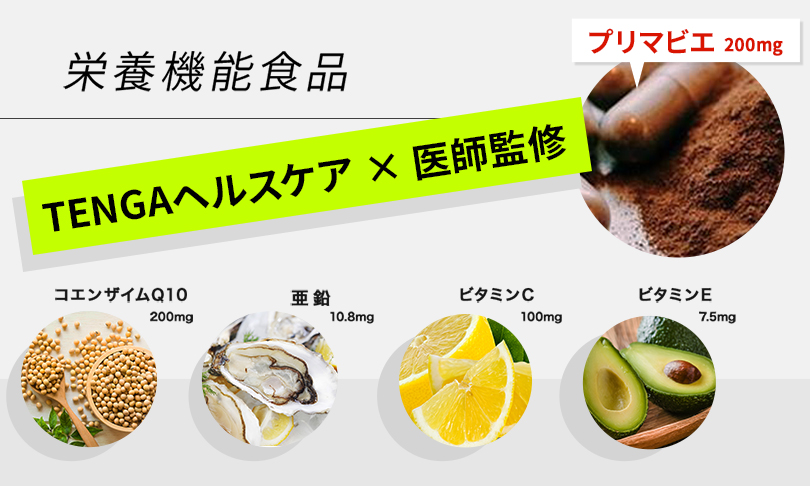 栄養機能食品
プリマビエ 200mg
TENGAヘルスケア × 医師監修
コエンザイムQ10
200mg
亜鉛
10.8mg
ビタミンC
100mg
ビタミンE
7.5mg